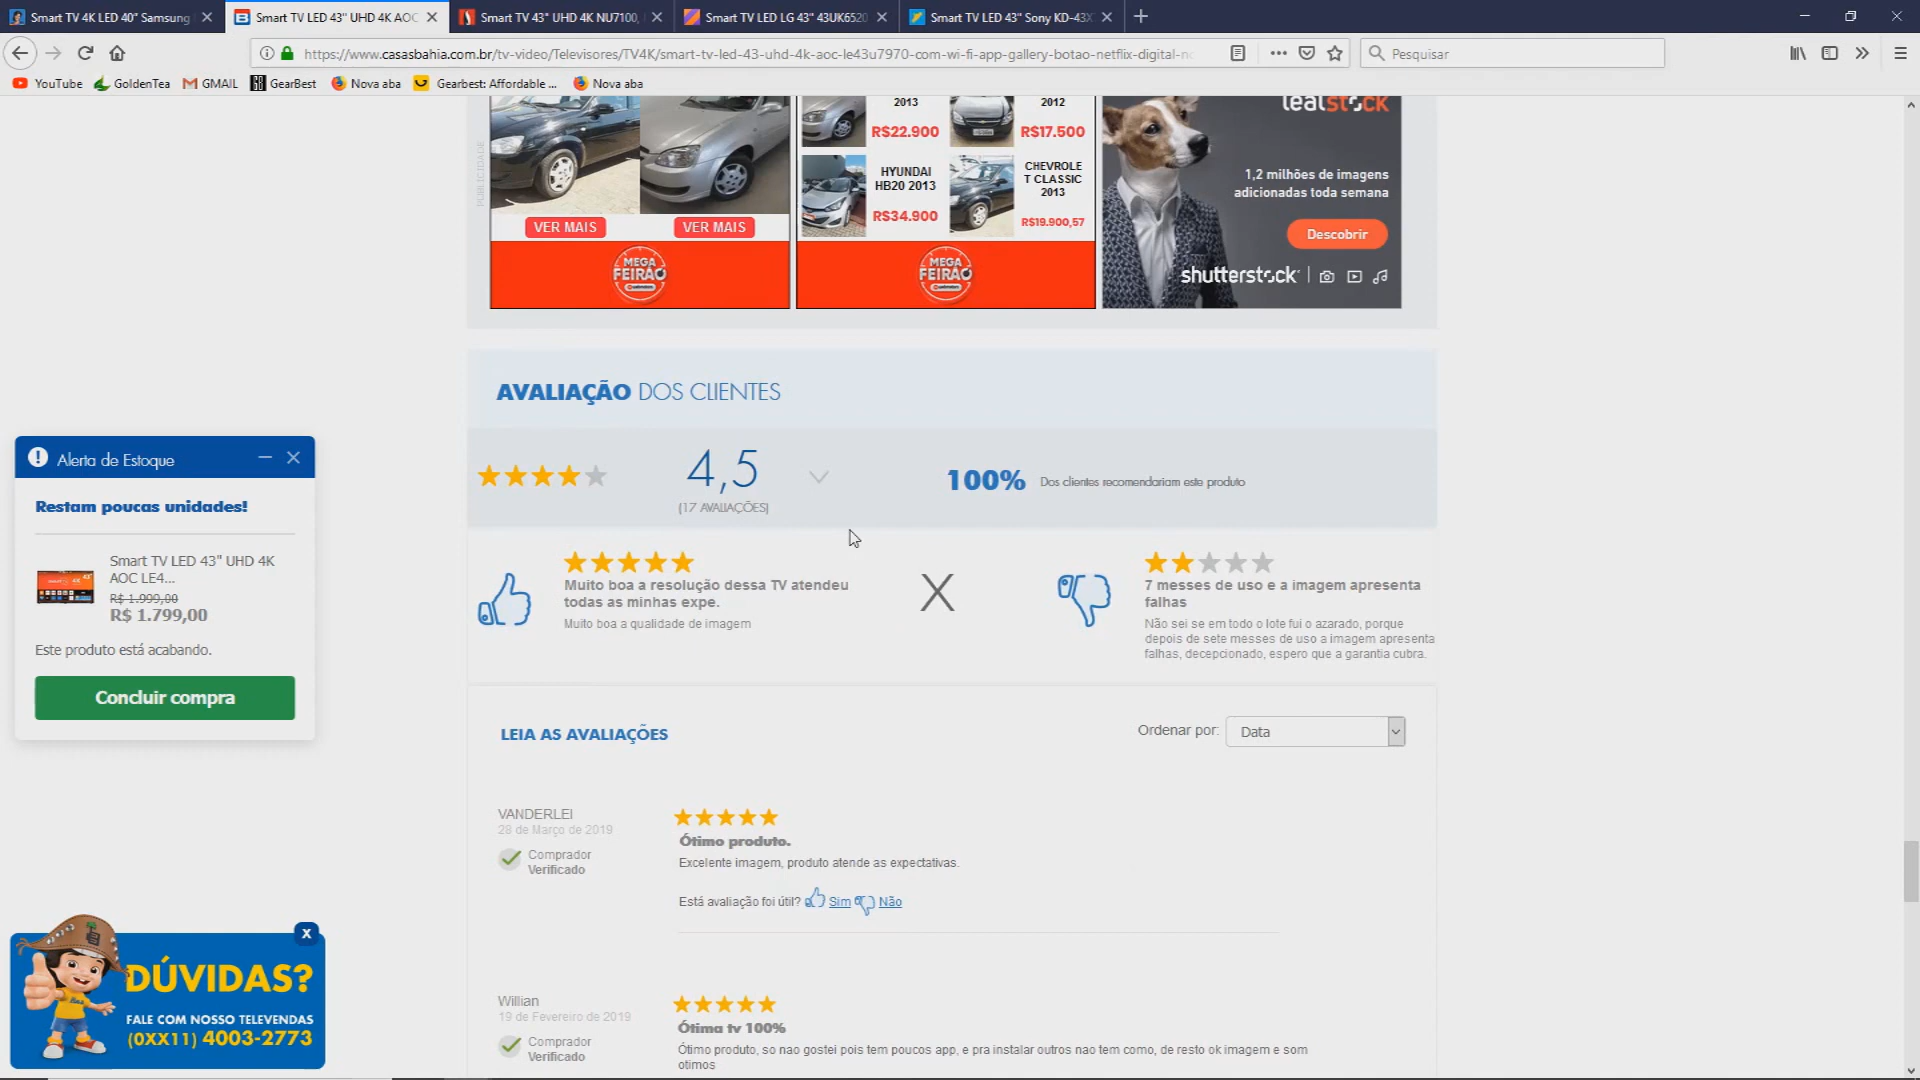 Smart TV 4K LED 40" Samsung
Smart TV LED 43" UHD 4K AOC
Smart TV 43" UHD 4K NU7100,
Smart TV LED LG 43" 43UK6520
Smart TV LED 43" Sony KD-43X
https://www.casasbahia.com.br/tv-video/Televisores/TV4K/smart-tv-led-43-uhd-4k-aoc-le43u7970-com-wi-fi-app-gallery-botao-netflix-digital-no
Pesquisar
YouTube
GoldenTea
GMAIL
GearBest
Nova aba
Gearbest: Affordable ...
Nova aba
PUBLICIDADE
VER MAIS
VER MAIS
MEGA
FEIRÃO
2013
R$22.900
2012
R$17.500
HYUNDAI
HB20 2013
R$34.900
CHEVROLE
T CLASSIC
2013
R$19.900,57
MEGA
FEIRÃO
1,2 milhões de imagens
adicionadas toda semana
Descobrir
shutterstock
AVALIAÇÃO DOS CLIENTES
4,5
(17 AVALIAÇÕES)
100% Dos clientes recomendariam este produto
Muito boa a resolução dessa TV atendeu
todas as minhas expe.
Muito boa a qualidade de imagem
X
7 messes de uso e a imagem apresenta
falhas
Não sei se em todo o lote fui o azarado, porque
depois de sete messes de uso a imagem apresenta
falhas, decepcionado, espero que a garantia cubra.
LEIA AS AVALIAÇÕES
Ordenar por: Data
VANDERLEI
28 de Março de 2019
Comprador
Verificado
Ótimo produto.
Excelente imagem, produto atende as expectativas.
Está avaliação foi útil? Sim Não
Willian
19 de Fevereiro de 2019
Comprador
Verificado
Ótima tv 100%
Ótimo produto, so nao gostei pois tem poucos app, e pra instalar outros nao tem como, de resto ok imagem e som
otimos
Alerta de Estoque
Restam poucas unidades!
Smart TV LED 43" UHD 4K
AOC LE4...
R$ 1.999,00
R$ 1.799,00
Este produto está acabando.
Concluir compra
X
DÚVIDAS?
FALE COM NOSSO TELEVENDAS
(0XX11) 4003-2773